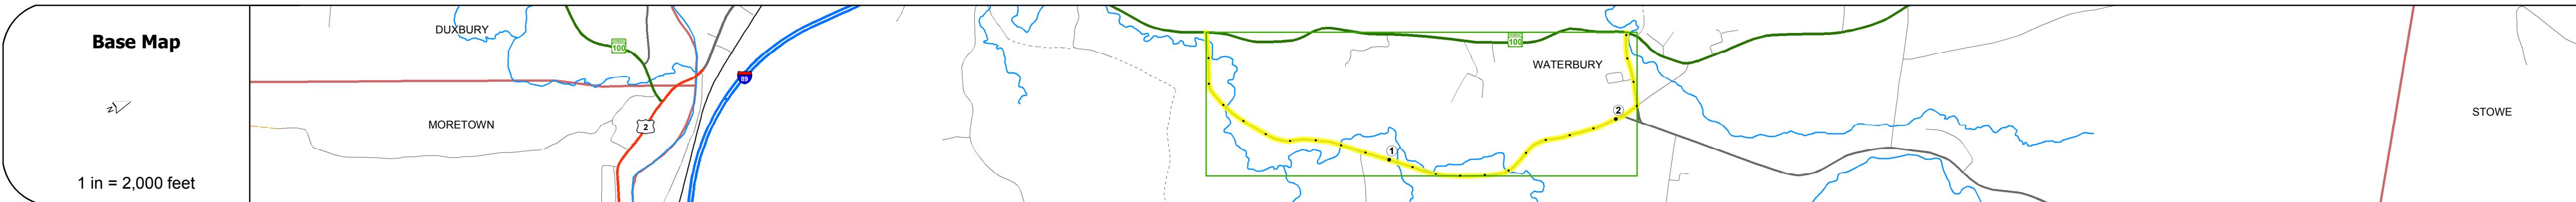 Base Map
N
1 in = 2,000 feet
DUXBURY
100
89
MORETOWN
2
100
WATERBURY
2
1
STOWE